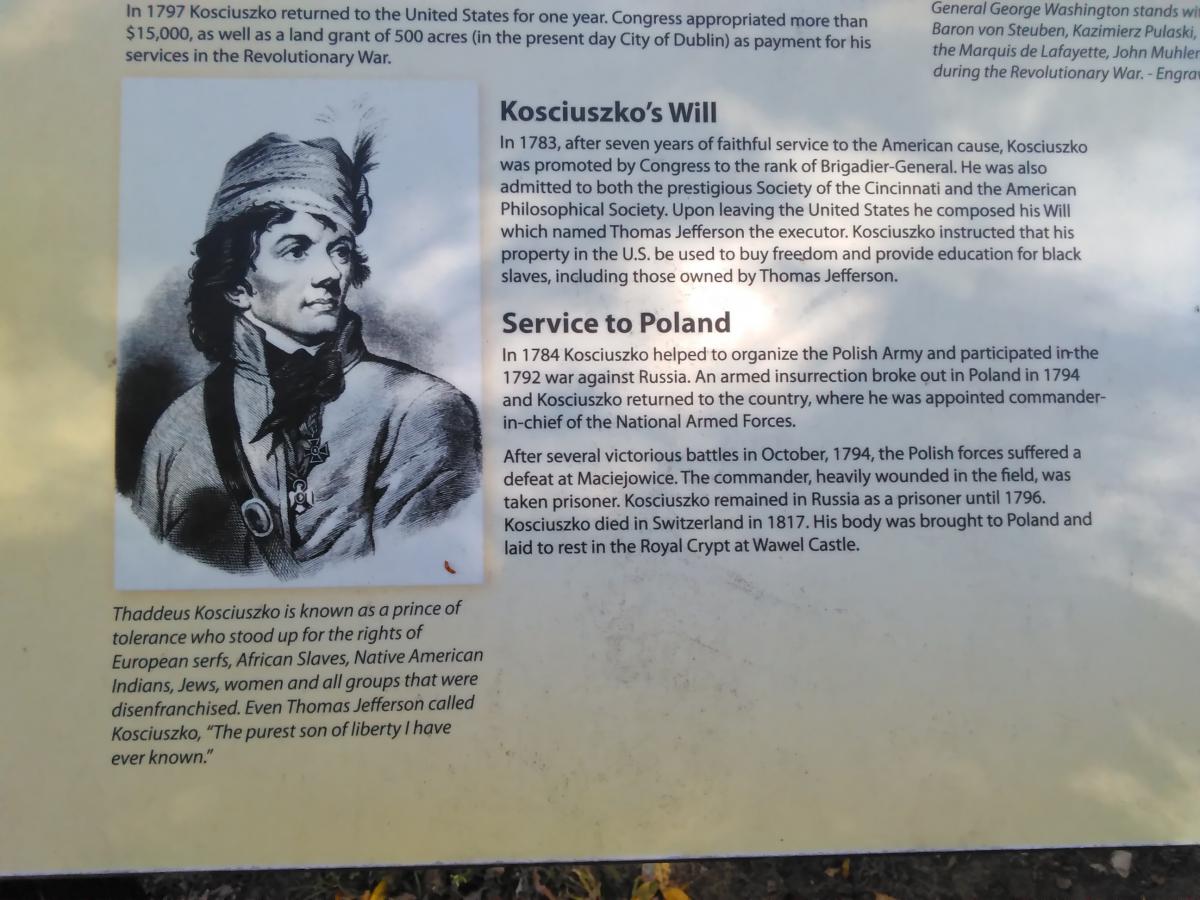 In 1797 Kosciuszko returned to the United States for one year. Congress appropriated more than
$15,000, as well as a land grant of 500 acres (in the present day City of Dublin) as payment for his
services in the Revolutionary War.
General George Washington stands
Baron von Steuben, Kazimierz Pulaski,
the Marquis de Lafayette, John
during the Revolutionary War. -
Kosciuszko's Will
In 1783, after seven years of faithful service to the American cause, Kosciuszko
was promoted by Congress to the rank of Brigadier-General. He was also
admitted to both the prestigious Society of the Cincinnati and the American
Philosophical Society. Upon leaving the United States he composed his Will
which named Thomas Jefferson the executor. Kosciuszko instructed that his
property in the U.S. be used to buy freedom and provide education for black
slaves, including those owned by Thomas Jefferson.
Service to Poland
In 1784 Kosciuszko helped to organize the Polish Army and participated in the
1792 war against Russia. An armed insurrection broke out in Poland in 1794
and Kosciuszko returned to the country, where he was appointed commander-
in-chief of the National Armed Forces.
After several victorious battles in October, 1794, the Polish forces suffered a
defeat at Maciejowice. The commander, heavily wounded in the field, was
taken prisoner. Kosciuszko remained in Russia as a prisoner until 1796.
Kosciuszko died in Switzerland in 1817. His body was brought to Poland and
laid to rest in the Royal Crypt at Wawel Castle.
Thaddeus Kosciuszko is known as a prince of
tolerance who stood up for the rights of
European serfs, African Slaves, Native American
Indians, Jews, women and all groups that were
disenfranchised. Even Thomas Jefferson called
Kosciuszko, "The purest son of liberty I have
ever known."